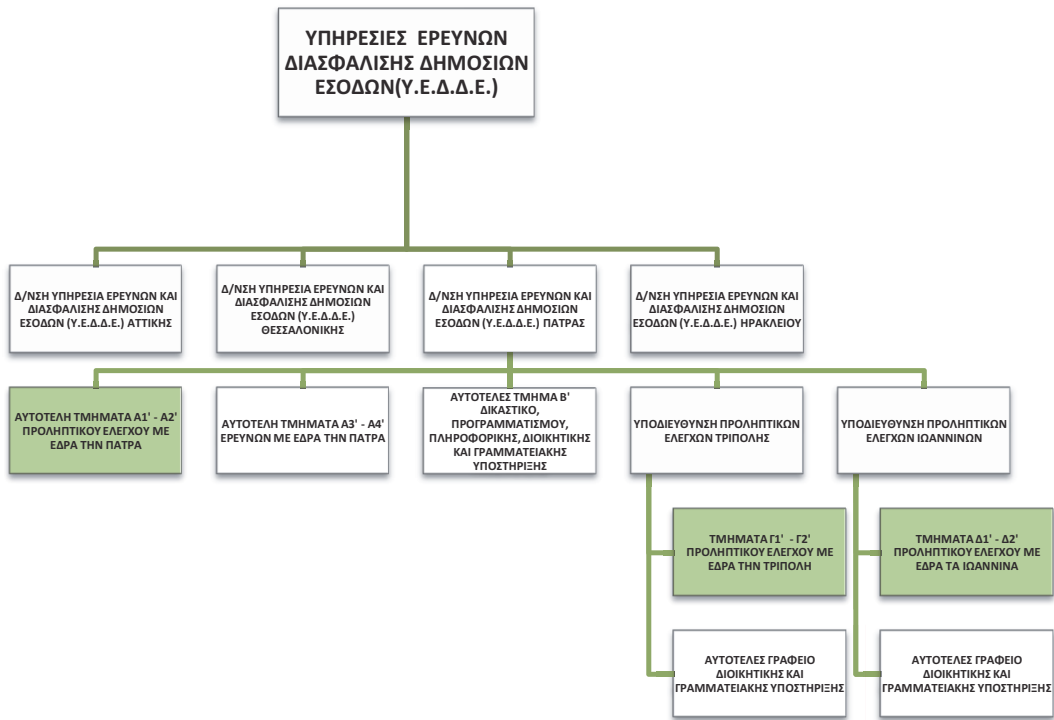 ΥΠΗΡΕΣΙΕΣ ΕΡΕΥΝΩΝ
ΔΙΑΣΦΑΛΙΣΗΣ ΔΗΜΟΣΙΩΝ
ΕΣΟΔΩΝ(Υ.Ε.Δ.Δ.Ε.)
Δ/ΝΣΗ ΥΠΗΡΕΣΙΑ ΕΡΕΥΝΩΝ ΚΑΙ
ΔΙΑΣΦΑΛΙΣΗΣ ΔΗΜΟΣΙΩΝ
ΕΣΟΔΩΝ (Υ.Ε.Δ.Δ.Ε.) ΑΤΤΙΚΗΣ
Δ/ΝΣΗ ΥΠΗΡΕΣΙΑ ΕΡΕΥΝΩΝ ΚΑΙ
ΔΙΑΣΦΑΛΙΣΗΣ ΔΗΜΟΣΙΩΝ
ΕΣΟΔΩΝ (Υ.Ε.Δ.Δ.Ε.)
ΘΕΣΣΑΛΟΝΙΚΗΣ
Δ/ΝΣΗ ΥΠΗΡΕΣΙΑ ΕΡΕΥΝΩΝ ΚΑΙ
ΔΙΑΣΦΑΛΙΣΗΣ ΔΗΜΟΣΙΩΝ
ΕΣΟΔΩΝ (Υ.Ε.Δ.Δ.Ε.) ΠΑΤΡΑΣ
Δ/ΝΣΗ ΥΠΗΡΕΣΙΑ ΕΡΕΥΝΩΝ ΚΑΙ
ΔΙΑΣΦΑΛΙΣΗΣ ΔΗΜΟΣΙΩΝ
ΕΣΟΔΩΝ (Υ.Ε.Δ.Δ.Ε.) ΗΡΑΚΛΕΙΟΥ
ΑΥΤΟΤΕΛΗ ΤΜΗΜΑΤΑ Α1' - Α2'
ΠΡΟΛΗΠΤΙΚΟΥ ΕΛΕΓΧΟΥ ΜΕ
ΕΔΡΑ ΤΗΝ ΠΑΤΡΑ
ΑΥΤΟΤΕΛΗ ΤΜΗΜΑΤΑ Α3' - Α4'
ΕΡΕΥΝΩΝ ΜΕ ΕΔΡΑ ΤΗΝ ΠΑΤΡΑ
ΑΥΤΟΤΕΛΕΣ ΤΜΗΜΑ Β'
ΔΙΚΑΣΤΙΚΟ,
ΠΡΟΓΡΑΜΜΑΤΙΣΜΟΥ,
ΠΛΗΡΟΦΟΡΙΚΗΣ, ΔΙΟΙΚΗΤΙΚΗΣ
ΚΑΙ ΓΡΑΜΜΑΤΕΙΑΚΗΣ
ΥΠΟΣΤΗΡΙΞΗΣ
ΥΠΟΔΙΕΥΘΥΝΣΗ ΠΡΟΛΗΠΤΙΚΩΝ
ΕΛΕΓΧΩΝ ΤΡΙΠΟΛΗΣ
ΥΠΟΔΙΕΥΘΥΝΣΗ ΠΡΟΛΗΠΤΙΚΩΝ
ΕΛΕΓΧΩΝ ΙΩΑΝΝΙΝΩΝ
ΤΜΗΜΑΤΑ Γ1' - Γ2'
ΠΡΟΛΗΠΤΙΚΟΥ ΕΛΕΓΧΟΥ ΜΕ
ΕΔΡΑ ΤΗΝ ΤΡΙΠΟΛΗ
ΤΜΗΜΑΤΑ Δ1' - Δ2'
ΠΡΟΛΗΠΤΙΚΟΥ ΕΛΕΓΧΟΥ ΜΕ
ΕΔΡΑ ΤΑ ΙΩΑΝΝΙΝΑ
ΑΥΤΟΤΕΛΕΣ ΓΡΑΦΕΙΟ
ΔΙΟΙΚΗΤΙΚΗΣ ΚΑΙ
ΓΡΑΜΜΑΤΕΙΑΚΗΣ ΥΠΟΣΤΗΡΙΞΗΣ
ΑΥΤΟΤΕΛΕΣ ΓΡΑΦΕΙΟ
ΔΙΟΙΚΗΤΙΚΗΣ ΚΑΙ
ΓΡΑΜΜΑΤΕΙΑΚΗΣ ΥΠΟΣΤΗΡΙΞΗΣ